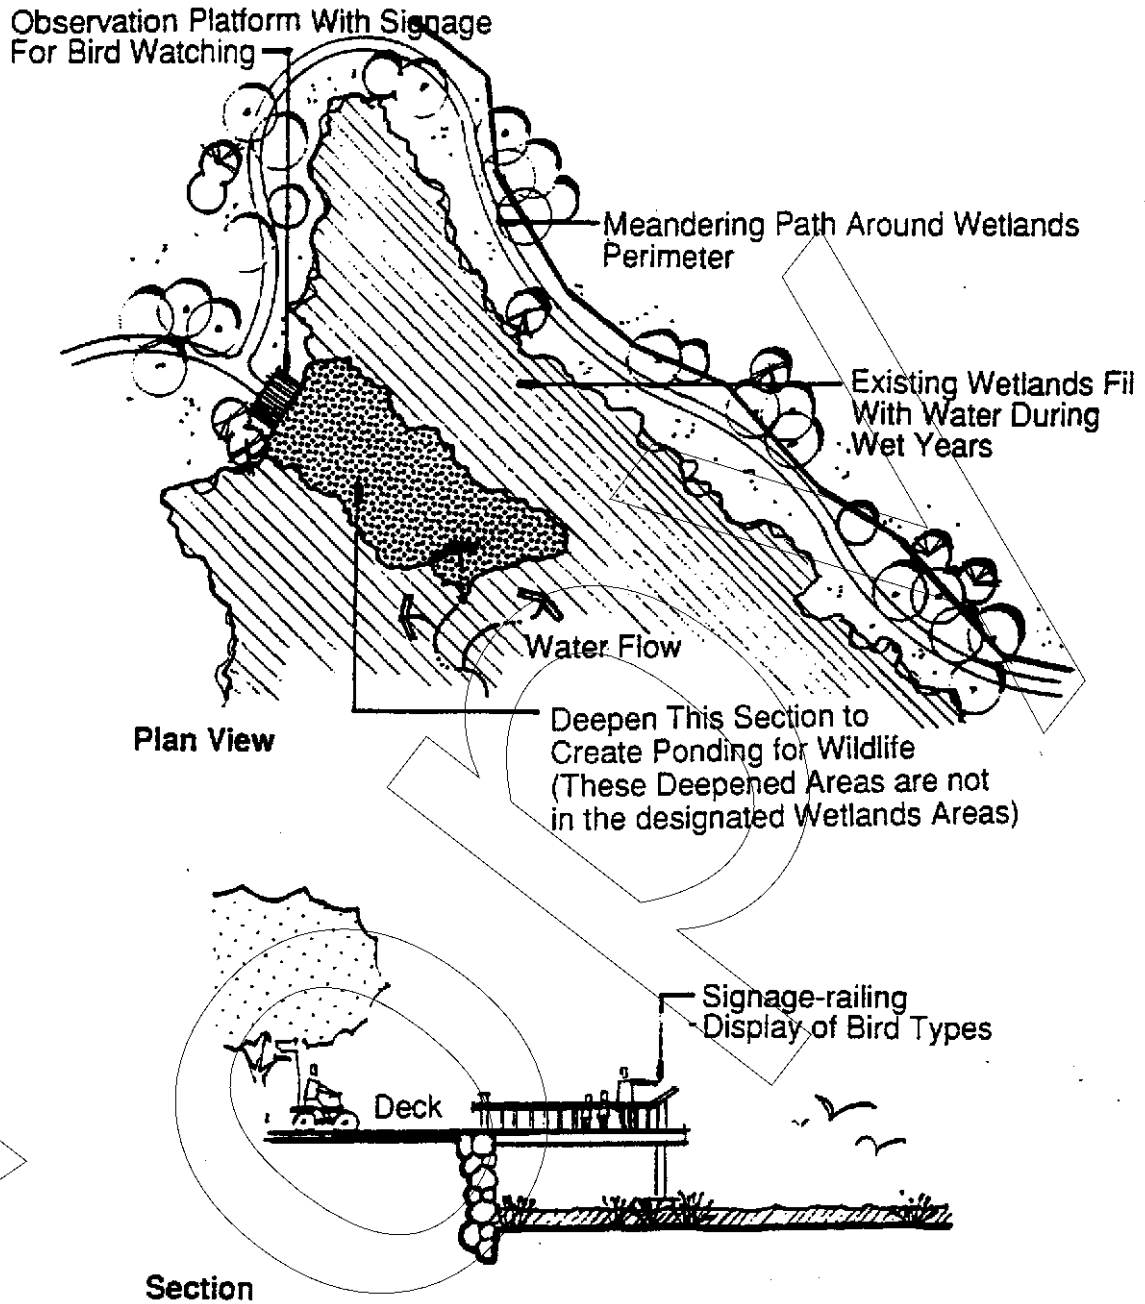 Observation Platform With Signage
For Bird Watching
Meandering Path Around Wetlands
Perimeter
Existing Wetlands Fil
With Water During
Wet Years
Water Flow
Deepen This Section to
Create Ponding for Wildlife
(These Deepened Areas are not
in the designated Wetlands Areas)
Plan View
Signage-railing
Display of Bird Types
Deck
Section